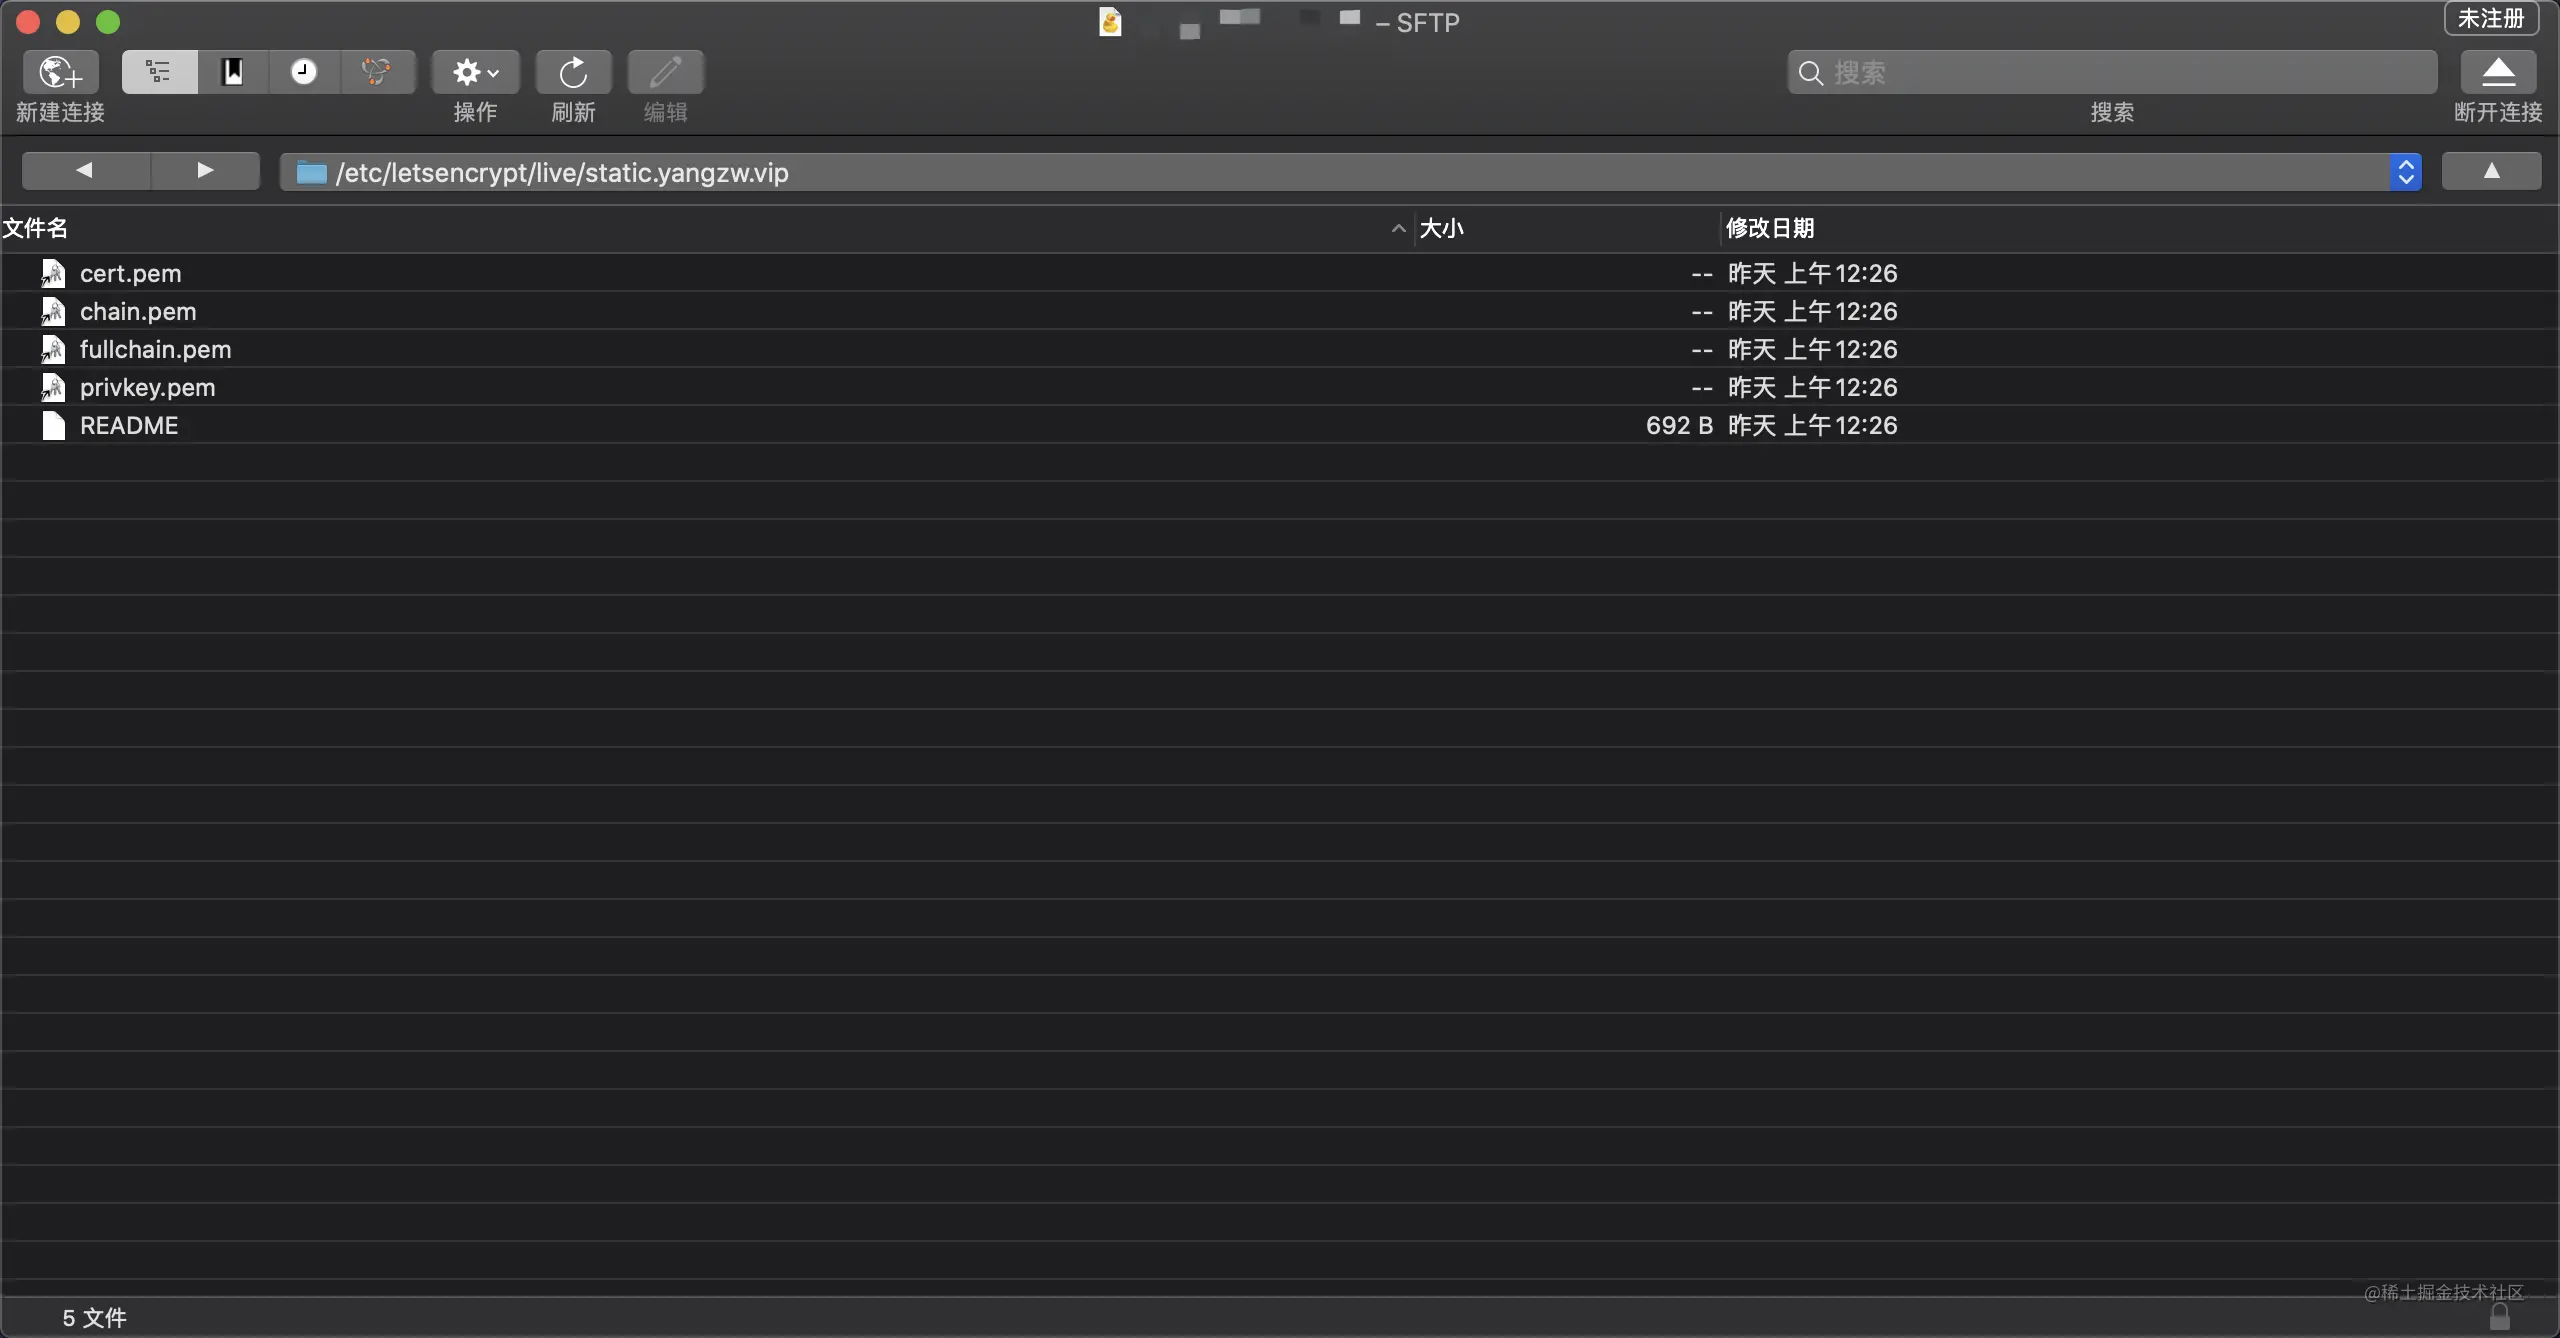 – SFTP
未注册
新建连接
操作
刷新
编辑
搜索
搜索
断开连接
/etc/letsencrypt/live/static.yangzw.vip
文件名 大小 修改日期
cert.pem -- 昨天 上午12:26
chain.pem -- 昨天 上午12:26
fullchain.pem -- 昨天 上午12:26
privkey.pem -- 昨天 上午12:26
README 692 B 昨天 上午12:26
@稀土掘金技术社区
5 文件